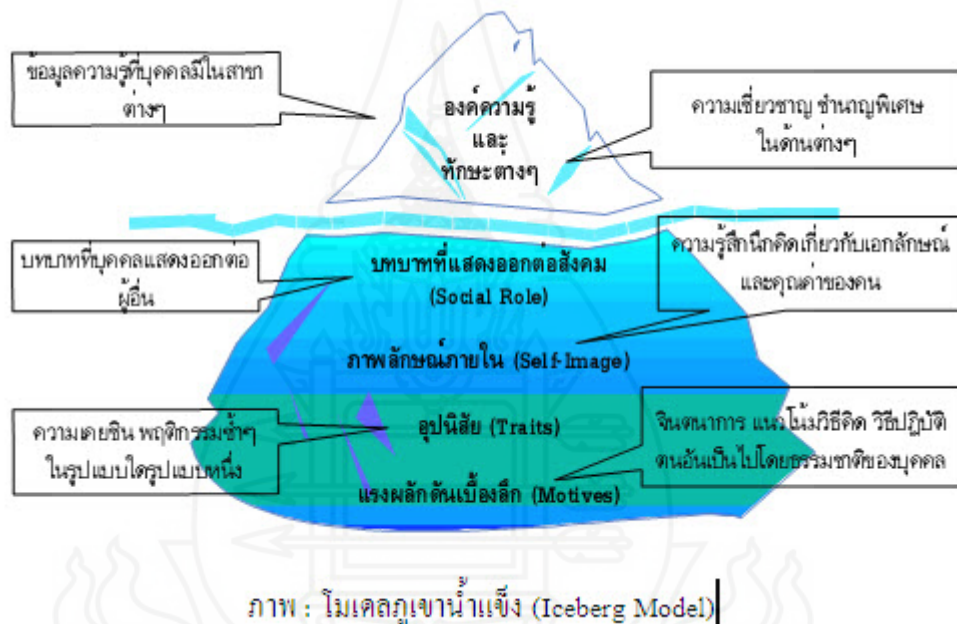 ข้อมูลความรู้ที่บุคคลมีในสาขา
ต่างๆ
องค์ความรู้
และ
ทักษะต่างๆ
ความเชี่ยวชาญ ชำนาญพิเศษ
ในด้านต่างๆ
บทบาทที่บุคคลแสดงออกต่อ
ผู้อื่น
บทบาทที่แสดงออกต่อสังคม
(Social Role)
ความรู้สึกนึกคิดเกี่ยวกับเอกลักษณ์
และคุณค่าของคน
ภาพลักษณ์ภายใน (Self-Image)
ความเคยชิน พฤติกรรมซ้ำๆ
ในรูปแบบใดรูปแบบหนึ่ง
อุปนิสัย (Traits)
จินตนาการ แนวโน้มวิธีคิด วิธีปฏิบัติ
ตนอันเป็นไปโดยธรรมชาติของบุคคล
แรงผลักดันเบื้องลึก (Motives)
ภาพ : โมเดลภูเขาน้ำแข็ง (Iceberg Model)